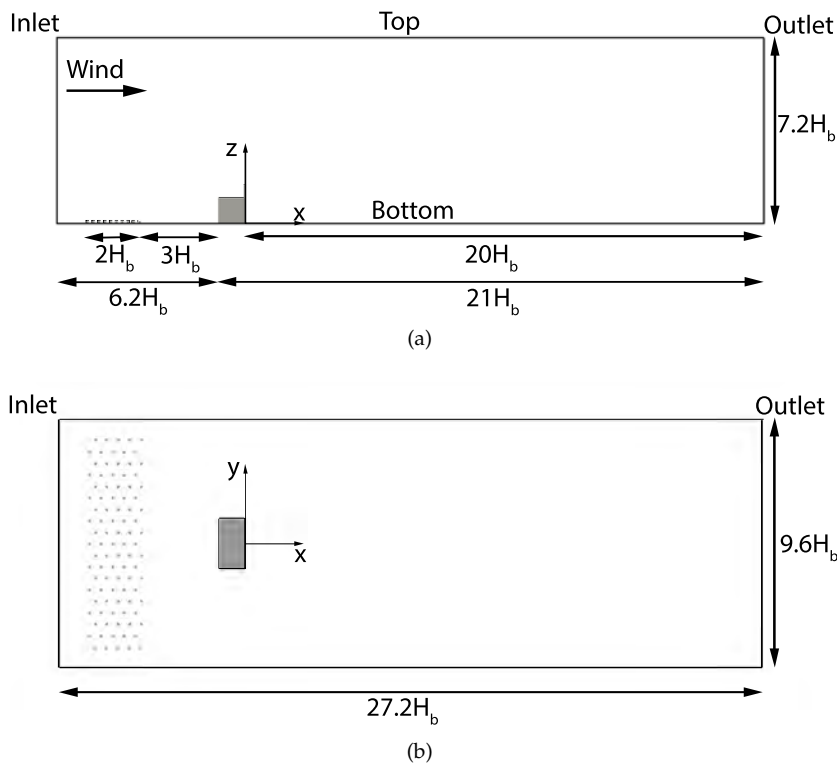 Inlet Top Outlet
Wind
7.2H_b
z
x Bottom
2H_b 3H_b 20H_b
6.2H_b 21H_b
(a)
Inlet Outlet
y
x 9.6H_b
27.2H_b
(b)